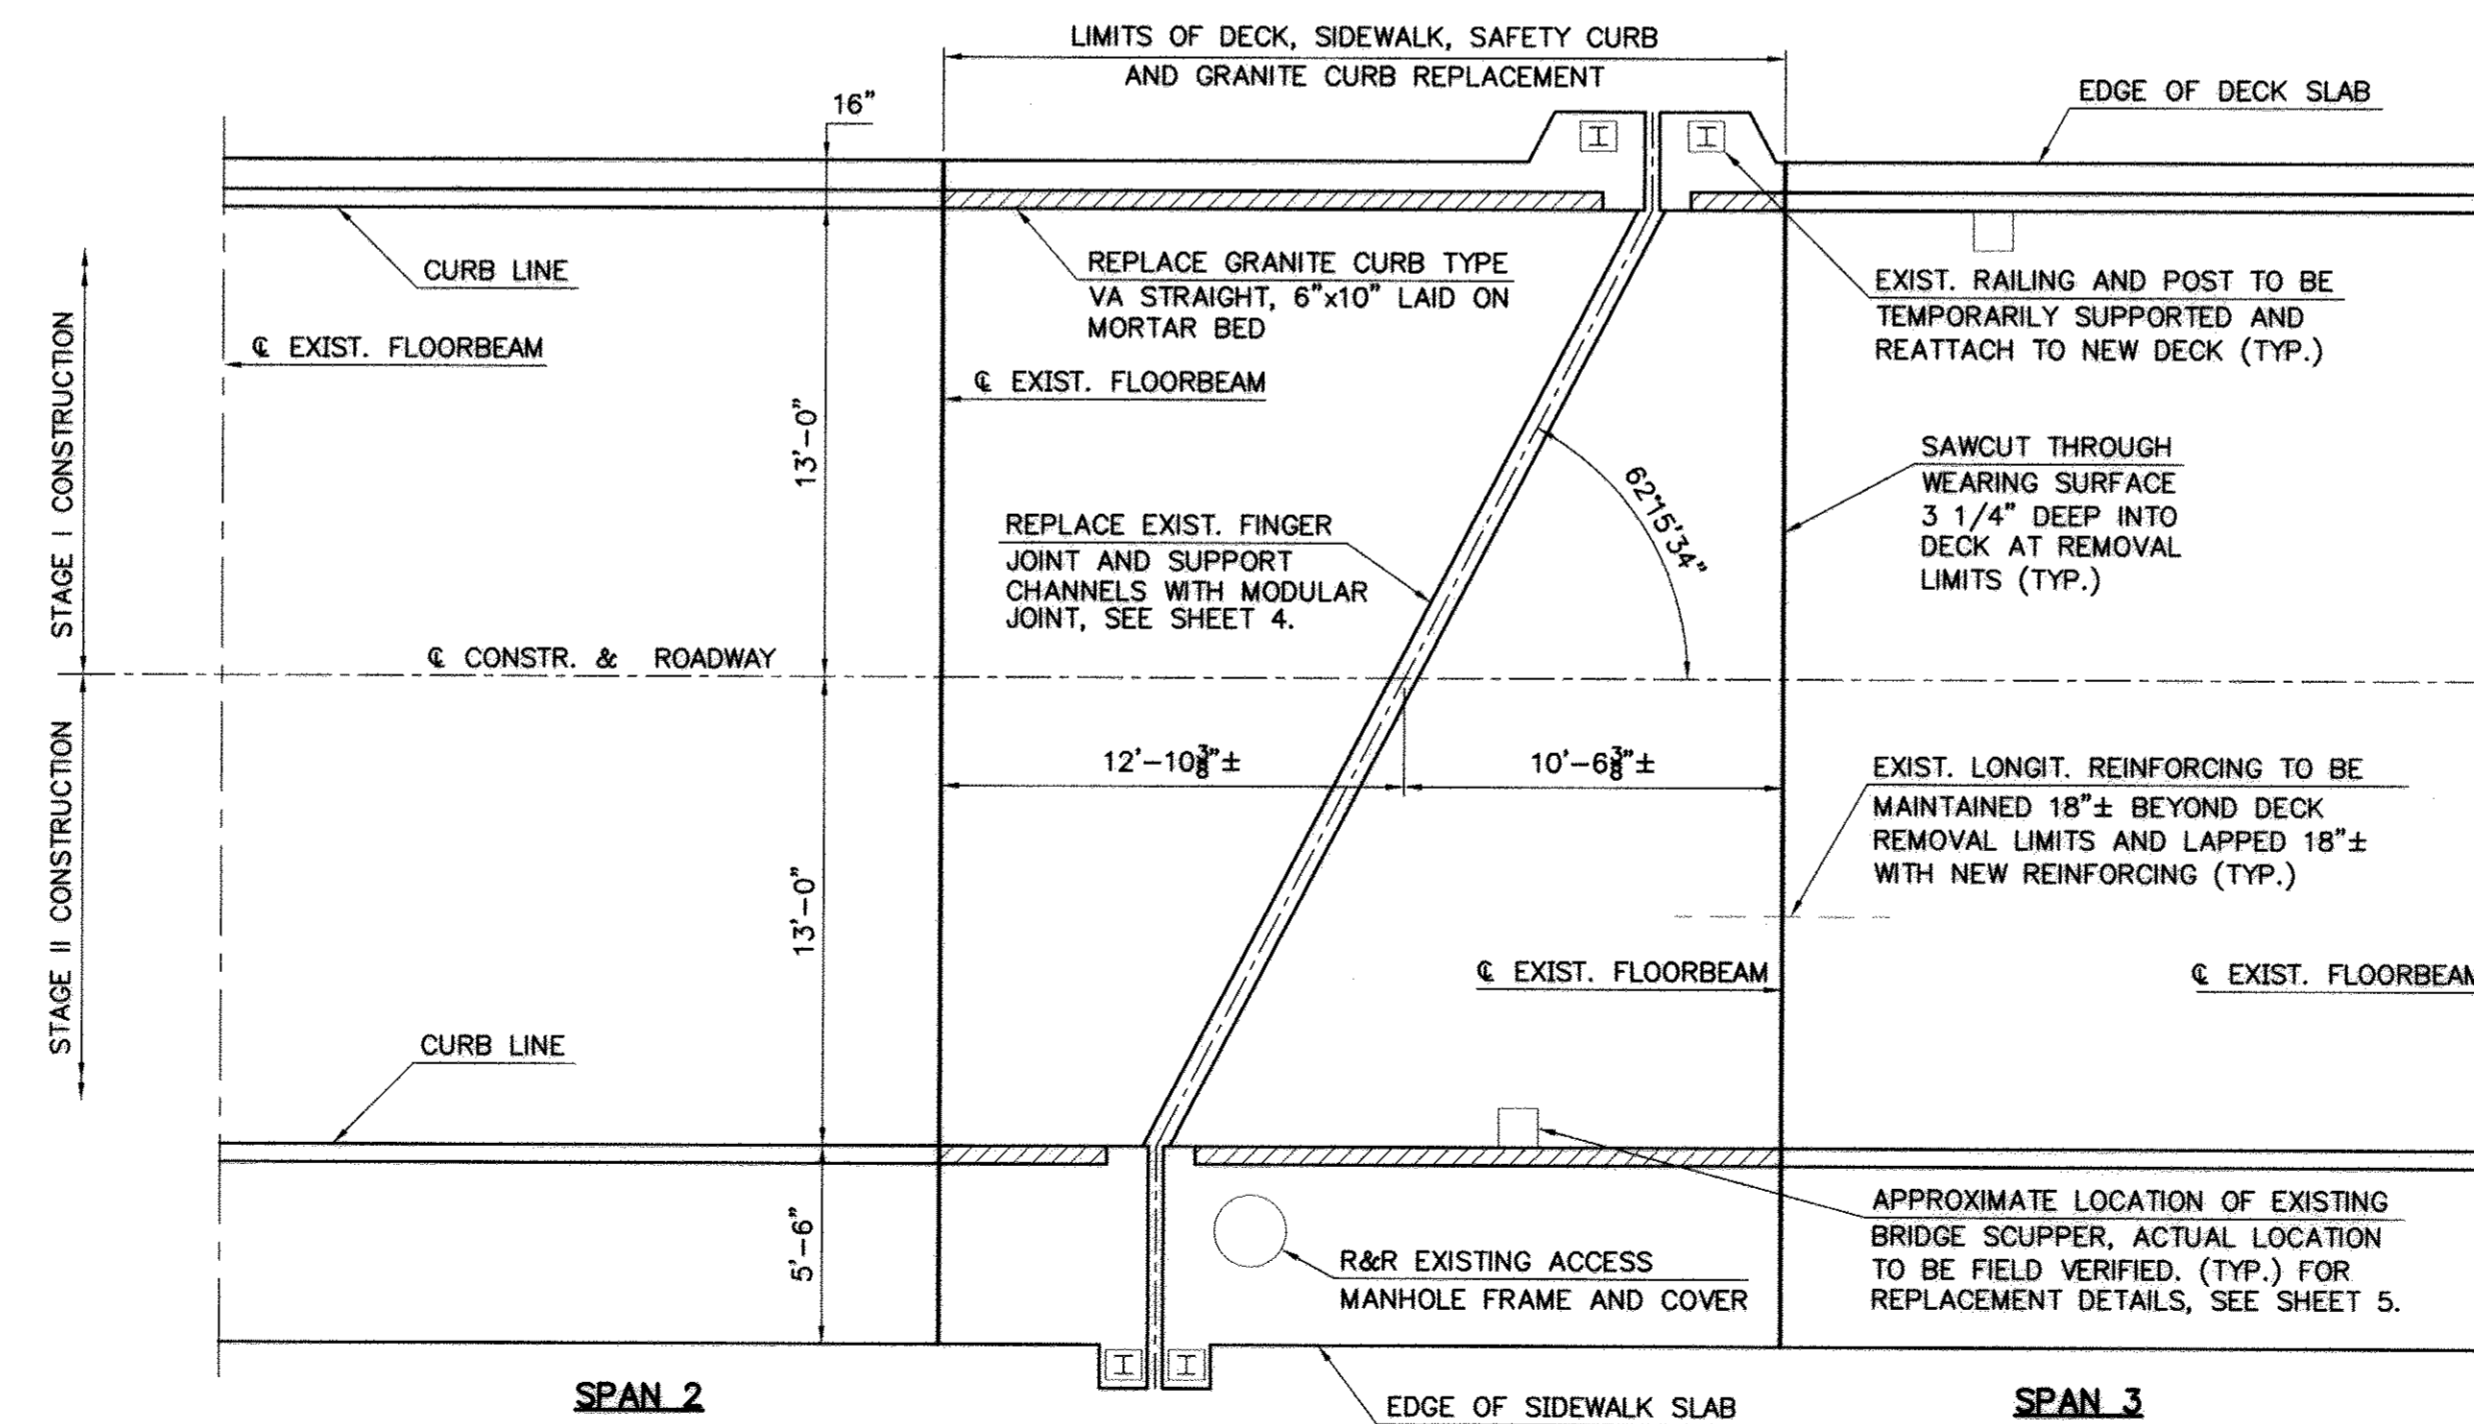 LIMITS OF DECK, SIDEWALK, SAFETY CURB
AND GRANITE CURB REPLACEMENT
16"
EDGE OF DECK SLAB
CURB LINE
REPLACE GRANITE CURB TYPE
VA STRAIGHT, 6"x10" LAID ON
MORTAR BED
EXIST. RAILING AND POST TO BE
TEMPORARILY SUPPORTED AND
REATTACH TO NEW DECK (TYP.)
℄ EXIST. FLOORBEAM
℄ EXIST. FLOORBEAM
STAGE I CONSTRUCTION
13'-0"
62°15'34"
SAWCUT THROUGH
WEARING SURFACE
3 1/4" DEEP INTO
DECK AT REMOVAL
LIMITS (TYP.)
REPLACE EXIST. FINGER
JOINT AND SUPPORT
CHANNELS WITH MODULAR
JOINT, SEE SHEET 4.
℄ CONSTR. & ROADWAY
STAGE II CONSTRUCTION
12'-10 3/8"±
10'-6 3/8"±
13'-0"
EXIST. LONGIT. REINFORCING TO BE
MAINTAINED 18"± BEYOND DECK
REMOVAL LIMITS AND LAPPED 18"±
WITH NEW REINFORCING (TYP.)
℄ EXIST. FLOORBEAM
℄ EXIST. FLOORBEAM
CURB LINE
5'-6"
R&R EXISTING ACCESS
MANHOLE FRAME AND COVER
APPROXIMATE LOCATION OF EXISTING
BRIDGE SCUPPER, ACTUAL LOCATION
TO BE FIELD VERIFIED. (TYP.) FOR
REPLACEMENT DETAILS, SEE SHEET 5.
SPAN 2
EDGE OF SIDEWALK SLAB
SPAN 3